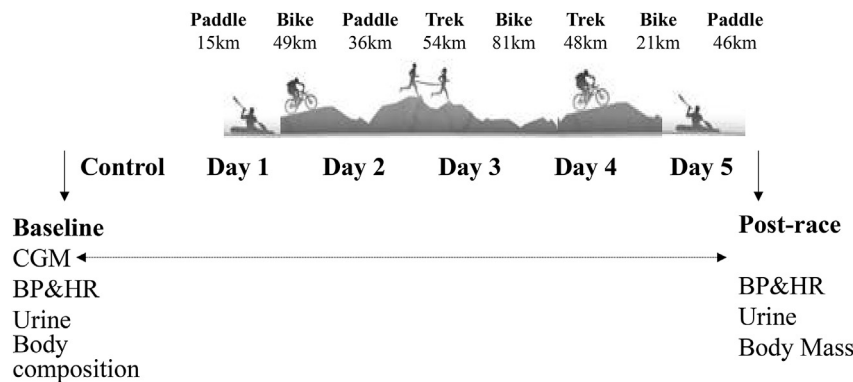 Paddle Bike Paddle Trek Bike Trek Bike Paddle
15km 49km 36km 54km 81km 48km 21km 46km
Control Day 1 Day 2 Day 3 Day 4 Day 5
Baseline
CGM
BP&HR
Urine
Body
composition
Post-race
BP&HR
Urine
Body Mass